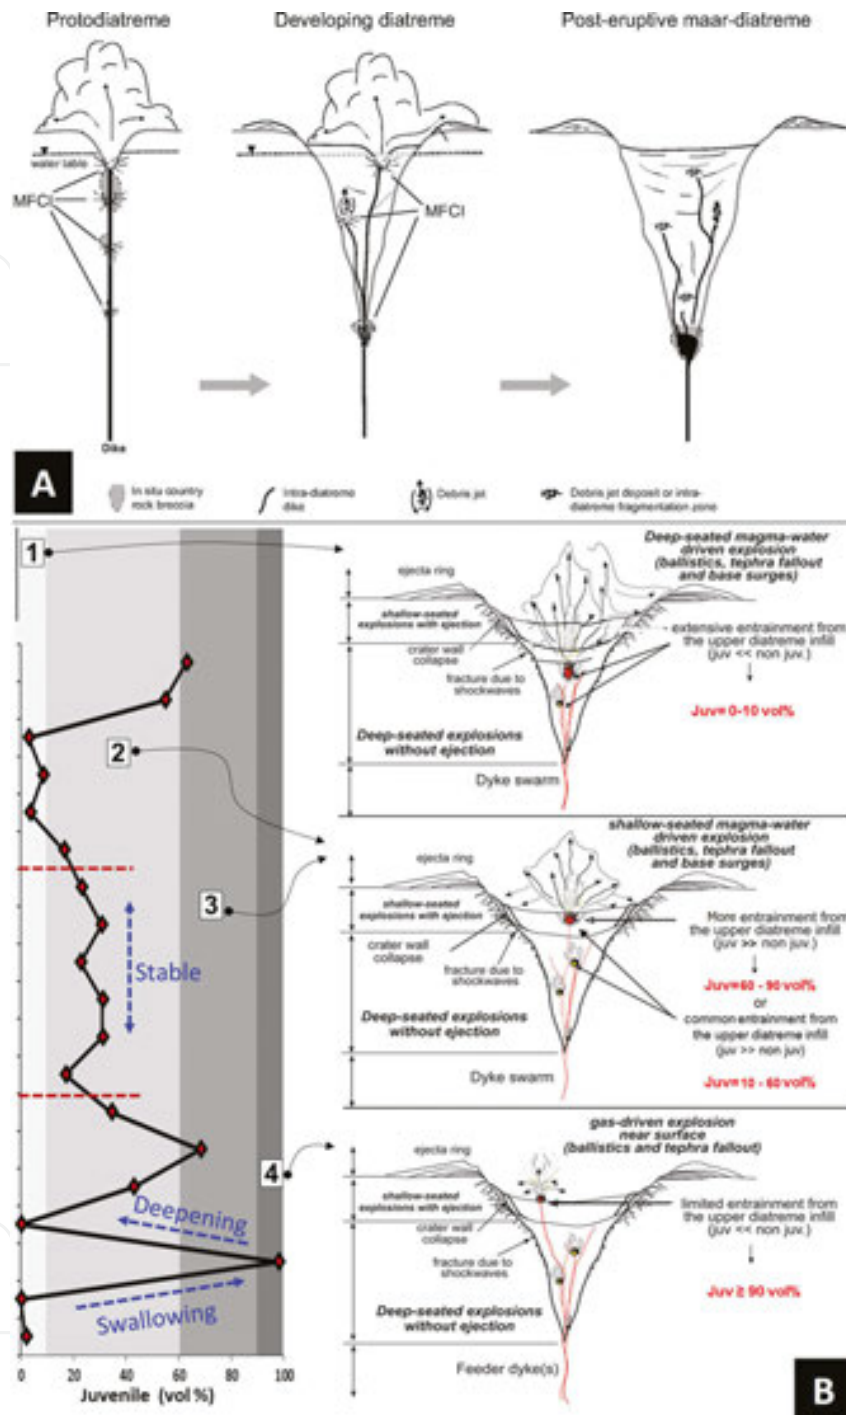 Protodiatreme
Developing diatreme
Post-eruptive maar-diatreme
water table
MFCI
MFCI
Dike
A
In situ country
rock breccia
Intra-diatreme
dike
Debris jet
Debris jet deposit or intra-
diatreme fragmentation zone
1
2
3
4
Stable
Deepening
Swallowing
0
20
40
60
80
100
Juvenile (vol %)
Deep-seated magma-water
driven explosion
(ballistics, tephra fallout
and base surges)
ejecta ring
shallow-seated
explosions with ejection
crater wall
collapse
fracture due to
shockwaves
- extensive entrainment from
the upper diatreme infill
(juv << non juv.)
Juv= 0-10 vol%
Deep-seated explosions
without ejection
Dyke swarm
shallow-seated magma-water
driven explosion
(ballistics, tephra fallout
and base surges)
ejecta ring
shallow-seated
explosions with ejection
crater wall
collapse
fracture due to
shockwaves
More entrainment from
the upper diatreme infill
(juv >> non juv.)
Juv=60 - 90 vol%
or
common entrainment from
the upper diatreme infill
(juv >> non juv)
Juv= 10 - 60 vol%
Deep-seated explosions
without ejection
Dyke swarm
gas-driven explosion
near surface
(ballistics and tephra fallout)
ejecta ring
shallow-seated
explosions with ejection
crater wall
collapse
fracture due to
shockwaves
limited entrainment from
the upper diatreme infill
(juv << non juv.)
Juv ≥ 90 vol%
Deep-seated explosions
without ejection
Feeder dyke(s)
B